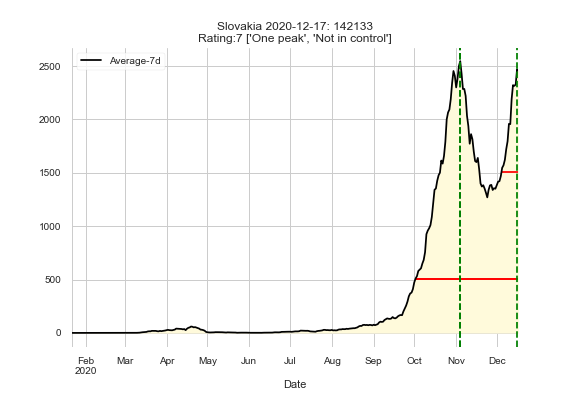 Slovakia 2020-12-17: 142133
Rating:7 ['One peak', 'Not in control']
Average-7d
2500
2000
1500
1000
500
0
Feb Mar Apr May Jun Jul Aug Sep Oct Nov Dec
2020
Date